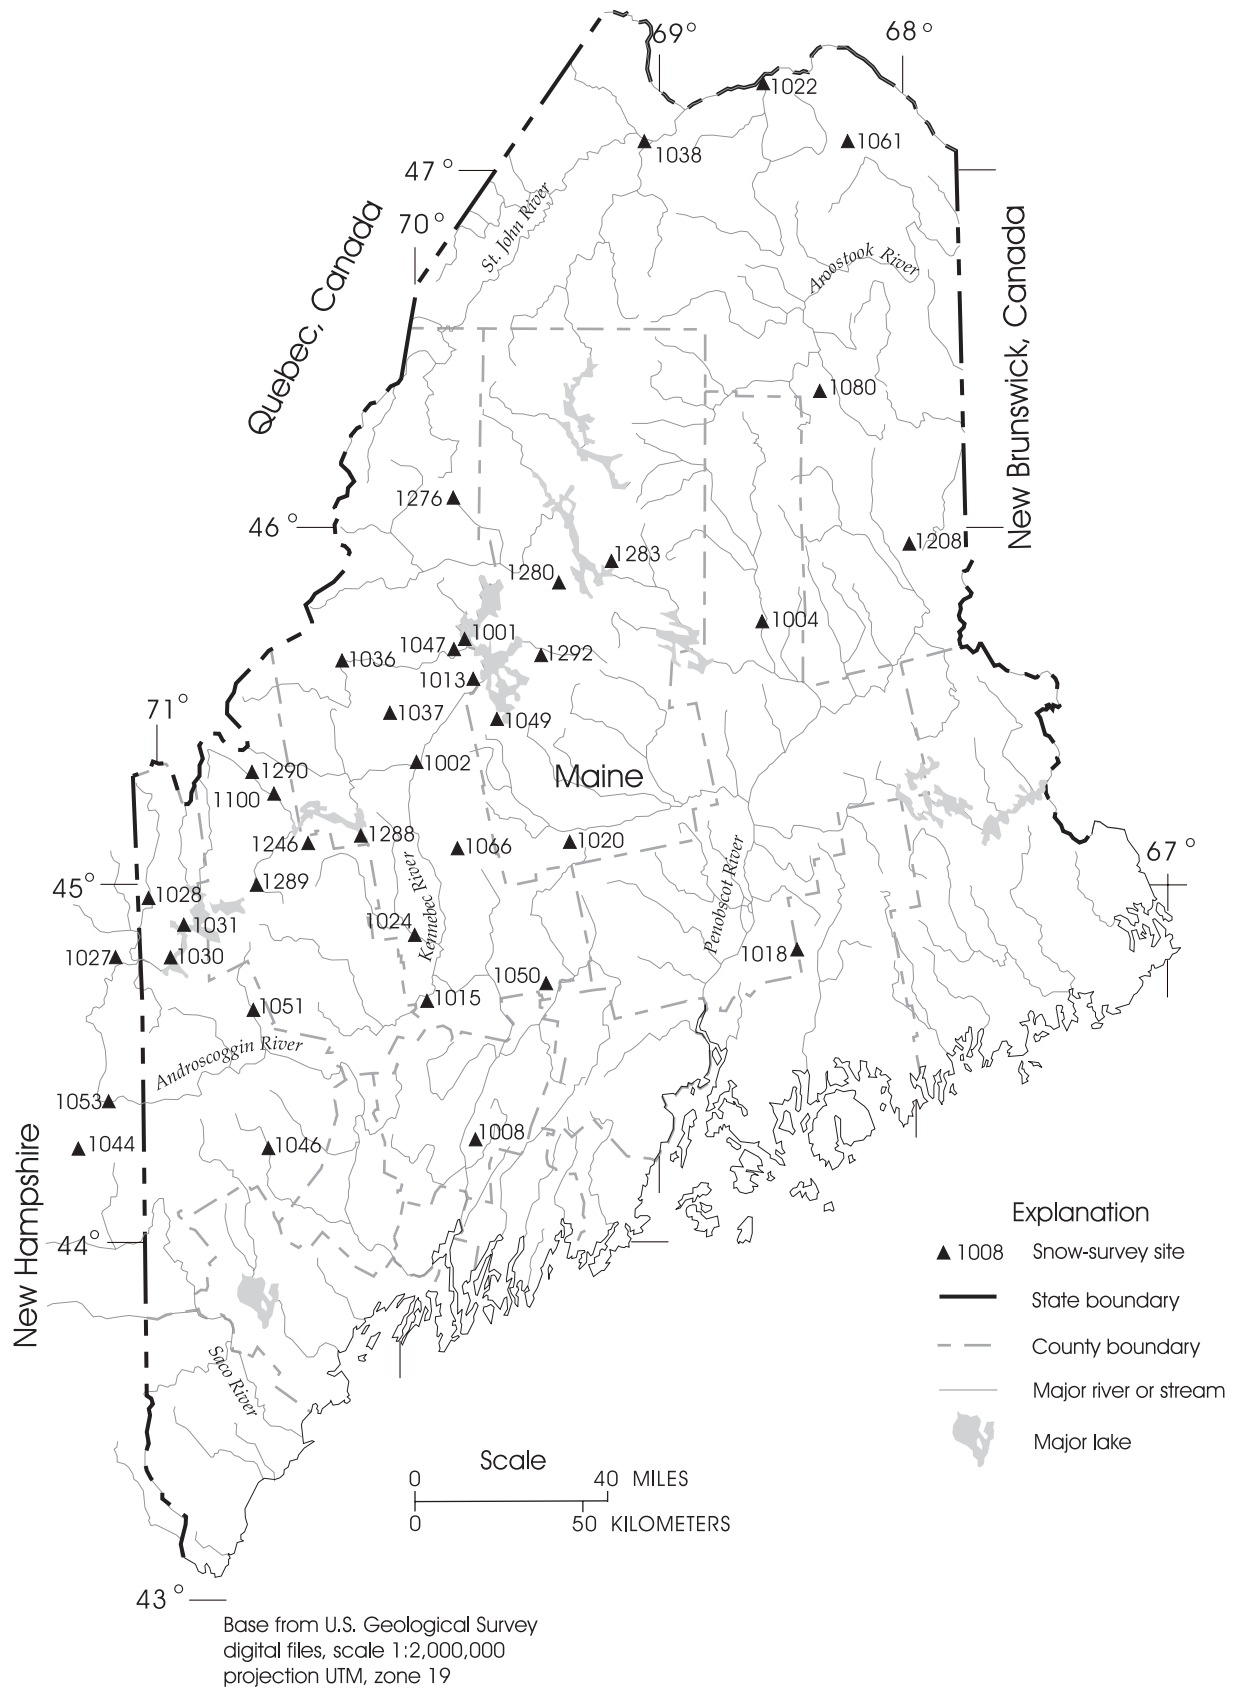 69°
68°
1022
1061
1038
47°
70°
St. John River
Quebec, Canada
Aroostook River
New Brunswick, Canada
1080
1276
46°
1208
1283
1280
1004
1001
1047
1292
1036
1013
71°
1037
1049
1002
Maine
1290
1100
1288
1246
1066
1020
67°
45°
1289
1028
Kennebec River
Penobscot River
1024
1031
1027
1030
1018
1050
1015
1051
Androscoggin River
1053
1008
1044
1046
New Hampshire
44°
Explanation
1008 Snow-survey site
State boundary
County boundary
Major river or stream
Major lake
Saco River
Scale
0 40 MILES
0 50 KILOMETERS
43°
Base from U.S. Geological Survey
digital files, scale 1:2,000,000
projection UTM, zone 19